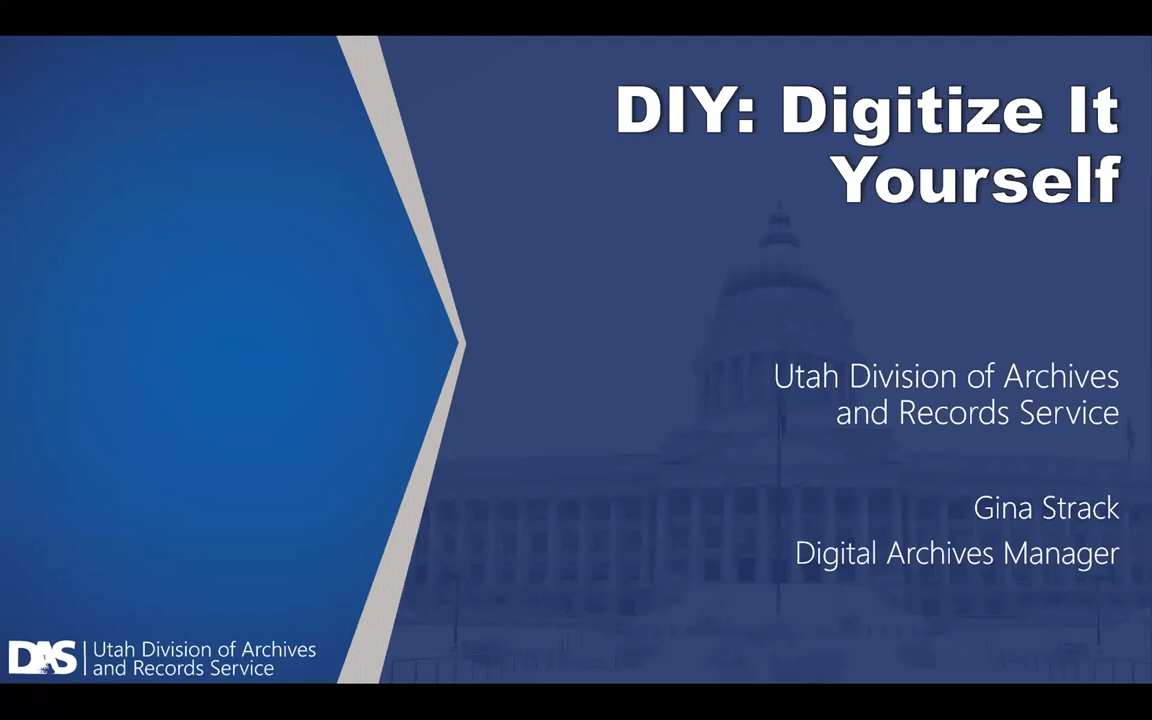 DIY: Digitize It
Yourself
Utah Division of Archives
and Records Service
Gina Strack
Digital Archives Manager
DAS
Utah Division of Archives
and Records Service